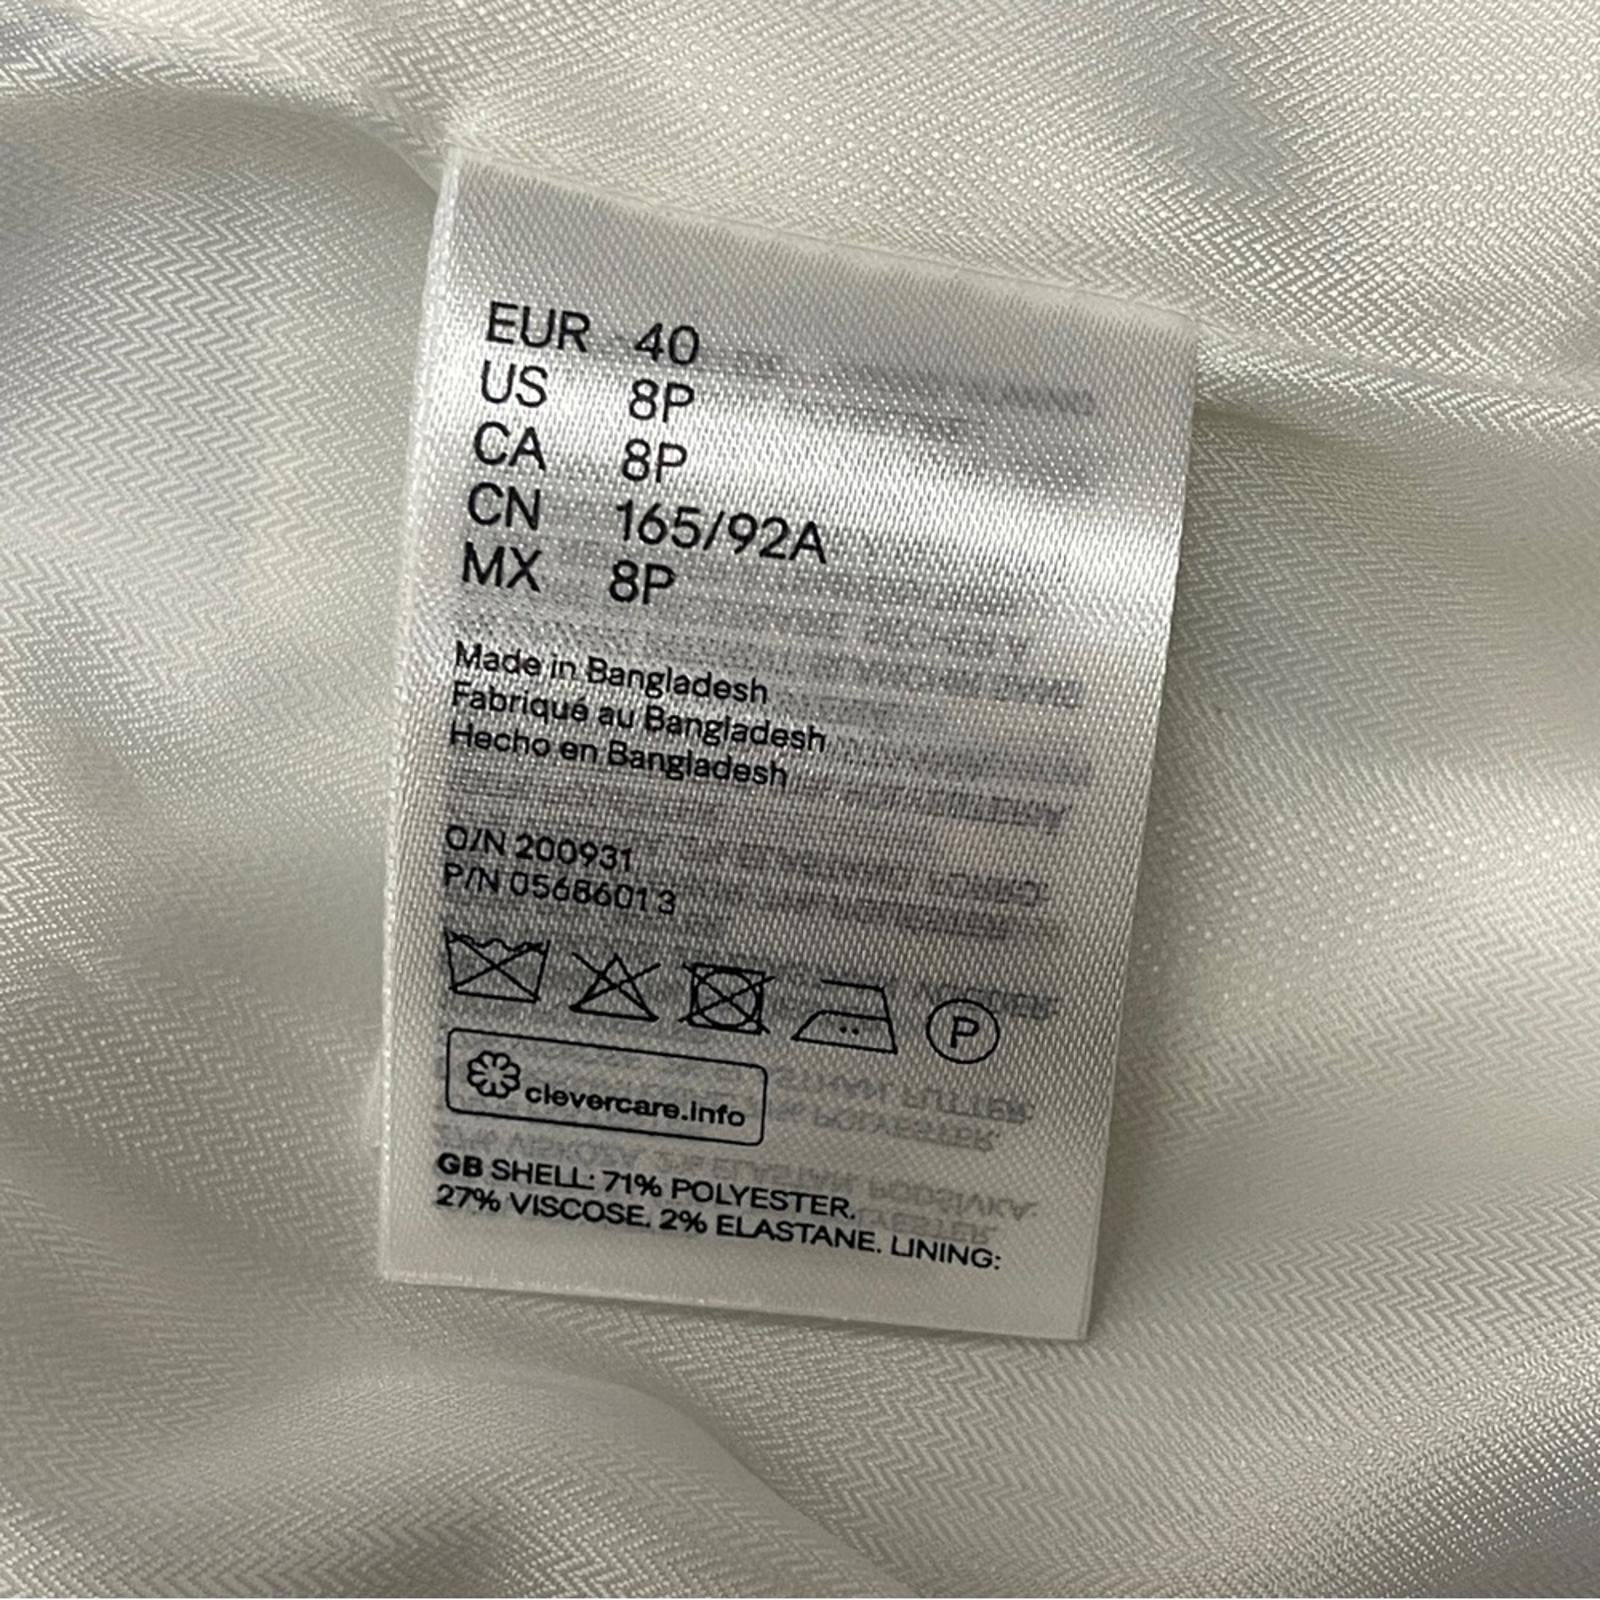 EUR 40
US 8P
CA 8P
CN 165/92A
MX 8P
Made in Bangladesh
Fabriqué au Bangladesh
Hecho en Bangladesh
O/N 200931
P/N 05686013
P
clevercare.info
GB SHELL: 71% POLYESTER.
27% VISCOSE. 2% ELASTANE. LINING: